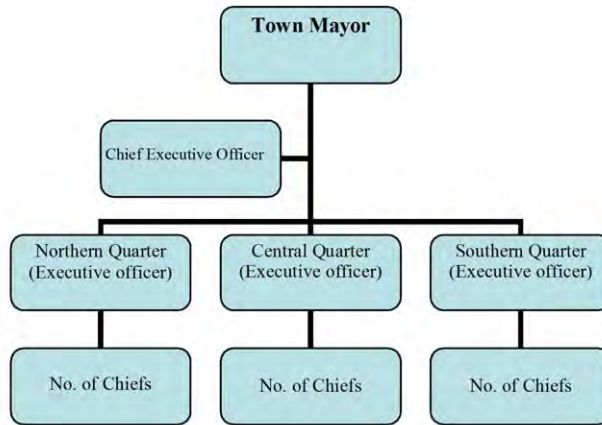 Town Mayor
Chief Executive Officer
Northern Quarter
(Executive officer)
Central Quarter
(Executive officer)
Southern Quarter
(Executive officer)
No. of Chiefs
No. of Chiefs
No. of Chiefs